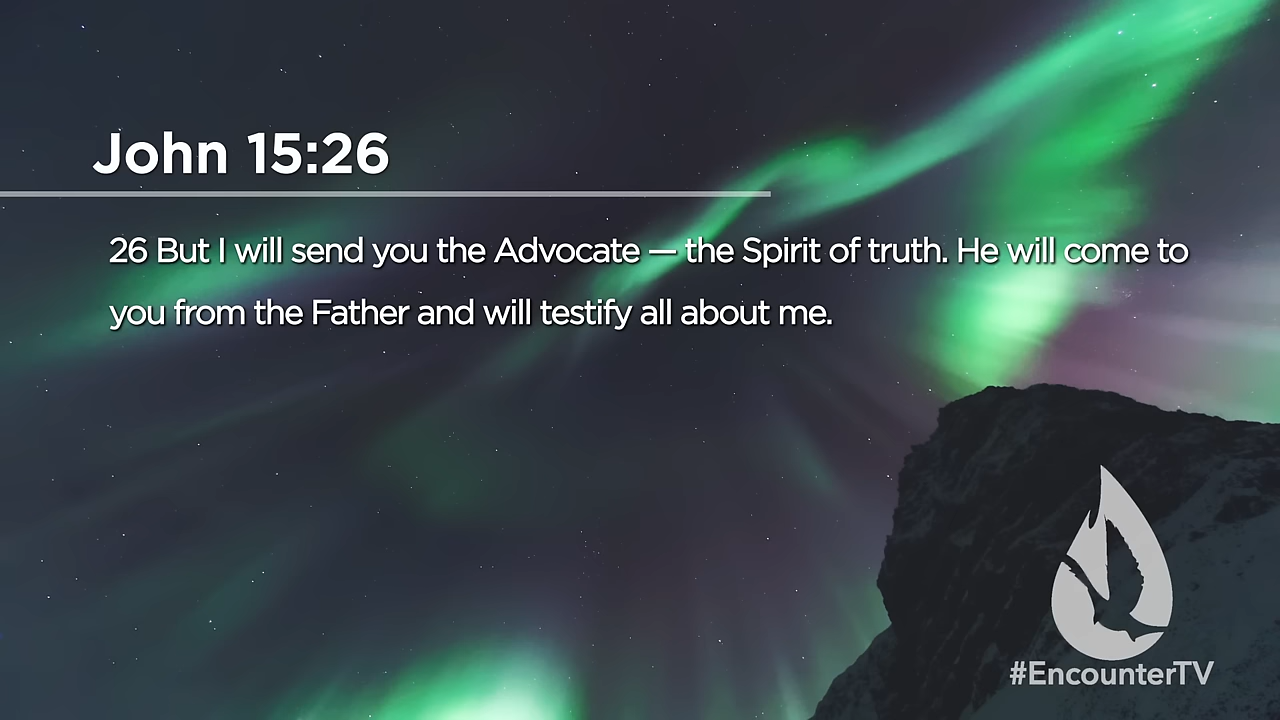 John 15:26
26 But I will send you the Advocate — the Spirit of truth. He will come to
you from the Father and will testify all about me.
#EncounterTV